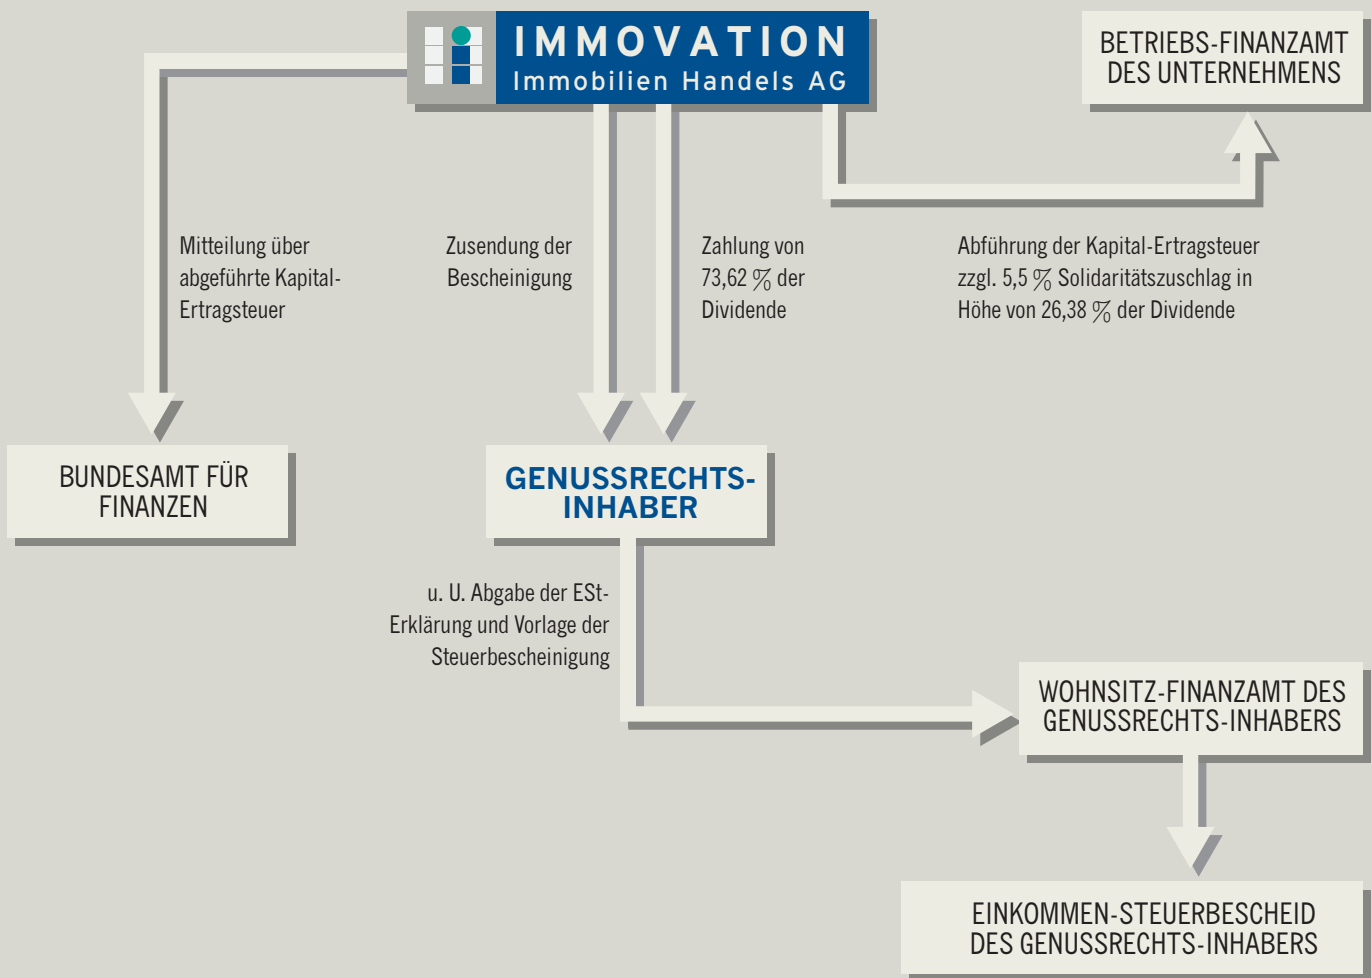 IMMOVATION
Immobilien Handels AG
BETRIEBS-FINANZAMT
DES UNTERNEHMENS
Mitteilung über
abgeführte Kapital-
Ertragsteuer
Zusendung der
Bescheinigung
Zahlung von
73,62 % der
Dividende
Abführung der Kapital-Ertragsteuer
zzgl. 5,5 % Solidaritätszuschlag in
Höhe von 26,38 % der Dividende
BUNDESAMT FÜR
FINANZEN
GENUSSRECHTS-
INHABER
u. U. Abgabe der ESt-
Erklärung und Vorlage der
Steuerbescheinigung
WOHNSITZ-FINANZAMT DES
GENUSSRECHTS-INHABERS
EINKOMMEN-STEUERBESCHEID
DES GENUSSRECHTS-INHABERS